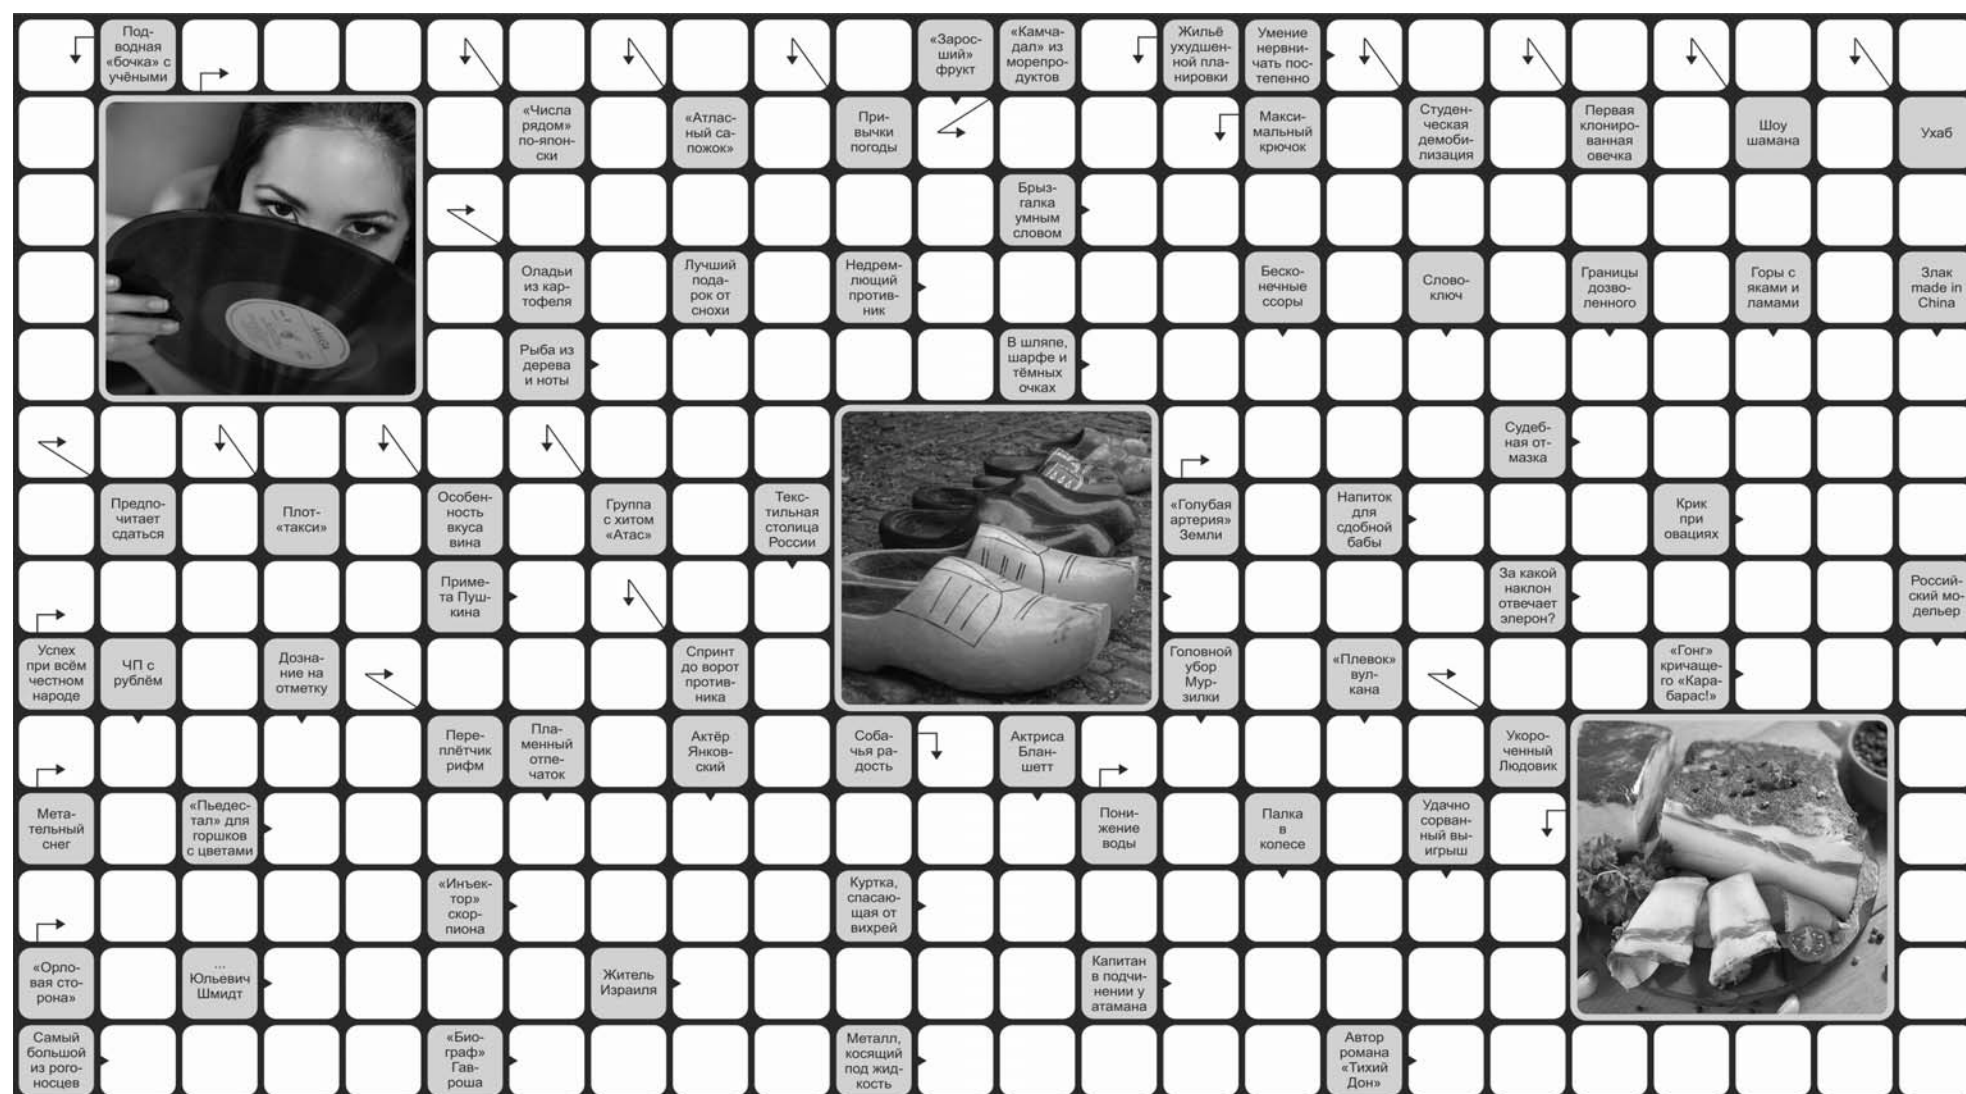 Под-
водная
«бочка» с
учёными
«Зарос-
ший»
фрукт
«Камча-
дал» из
морепро-
дуктов
Жильё
ухудшен-
ной пла-
нировки
Умение
нервни-
чать пос-
тепенно
«Числа
рядом»
по-япон-
ски
«Атлас-
ный са-
пожок»
При-
вычки
погоды
Макси-
мальный
крючок
Студен-
ческая
демоби-
лизация
Первая
клониро-
ванная
овечка
Шоу
шамана
Ухаб
Брыз-
галка
умным
словом
Оладьи
из кар-
тофеля
Лучший
пода-
рок от
снохи
Недрем-
лющий
против-
ник
Беско-
нечные
ссоры
Слово-
ключ
Границы
дозво-
ленного
Горы с
яками и
ламами
Злак
made in
China
Рыба из
дерева
и ноты
В шляпе,
шарфе и
тёмных
очках
Судеб-
ная от-
мазка
Предпо-
читает
сдаться
Плот-
«такси»
Особен-
ность
вкуса
вина
Группа
с хитом
«Атас»
Текс-
тильная
столица
России
«Голубая
артерия»
Земли
Напиток
для
сдобной
бабы
Крик
при
овациях
Приме-
та Пуш-
кина
За какой
наклон
отвечает
элерон?
Россий-
ский мо-
дельер
Успех
при всём
честном
народе
ЧП с
рублём
Дозна-
ние на
отметку
Спринт
до ворот
против-
ника
Головной
убор
Мур-
зилки
«Плевок»
вул-
кана
«Гонг»
кричаще-
го «Кара-
барас!»
Пере-
плётчик
рифм
Пла-
менный
отпе-
чаток
Актёр
Янков-
ский
Соба-
чья ра-
дость
Актриса
Блан-
шетт
Укоро-
ченный
Людовик
Мета-
тельный
снег
«Пьедес-
тал» для
горшков
с цветами
Пони-
жение
воды
Палка
в
колесе
Удачно
сорван-
ный вы-
игрыш
«Инъек-
тор»
скор-
пиона
Куртка,
спасаю-
щая от
вихрей
«Орло-
вая сто-
рона»
...
Юльевич
Шмидт
Житель
Израиля
Капитан
в подчи-
нении у
атамана
Самый
большой
из рого-
носцев
«Био-
граф»
Гав-
роша
Металл,
косящий
под жид-
кость
Автор
романа
«Тихий
Дон»